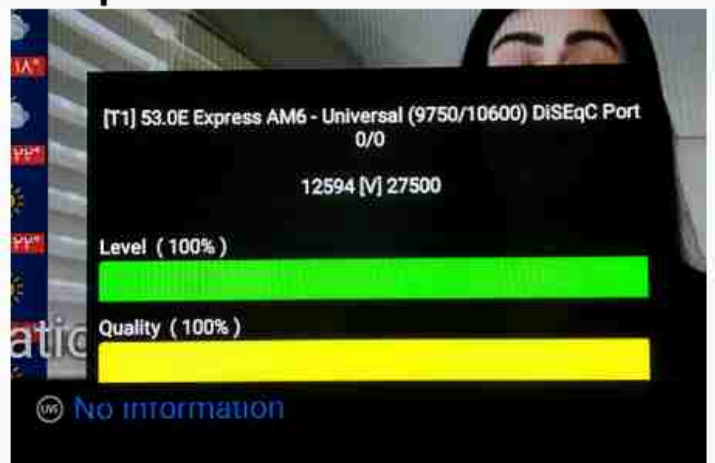 [T1] 53.0E Express AM6 - Universal (9750/10600) DiSEqC Port
0/0
12594 [V] 27500
Level ( 100% )
Quality ( 100% )
LIVE No information